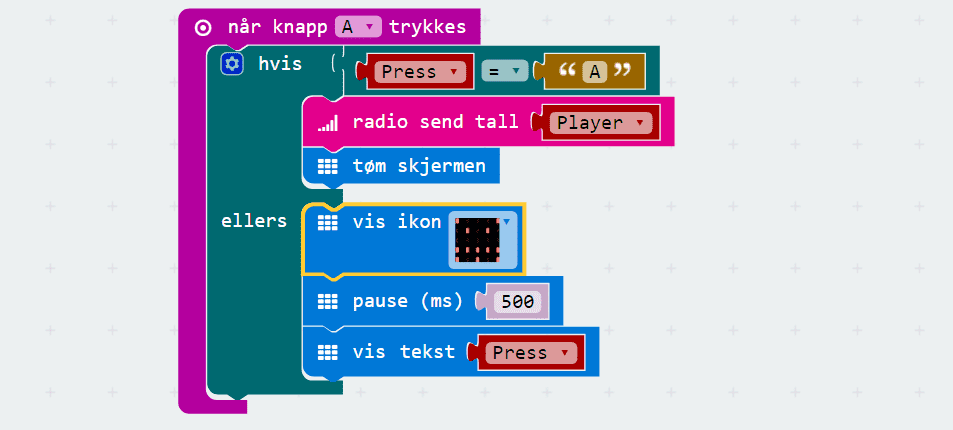 når knapp A trykkes
hvis Press = “ A ”
radio send tall Player
tøm skjermen
ellers vis ikon
pause (ms) 500
vis tekst Press